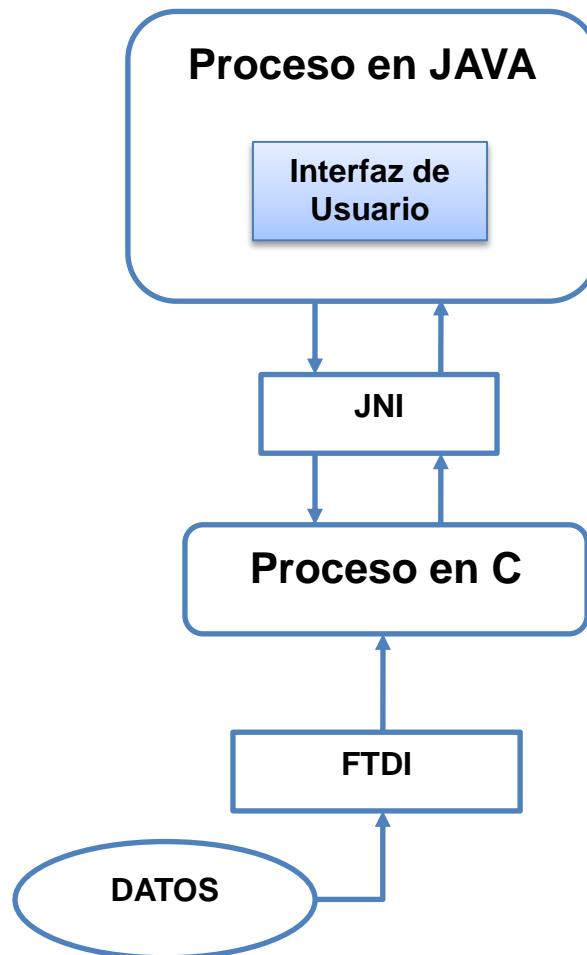 Proceso en JAVA
Interfaz de
Usuario
JNI
Proceso en C
FTDI
DATOS